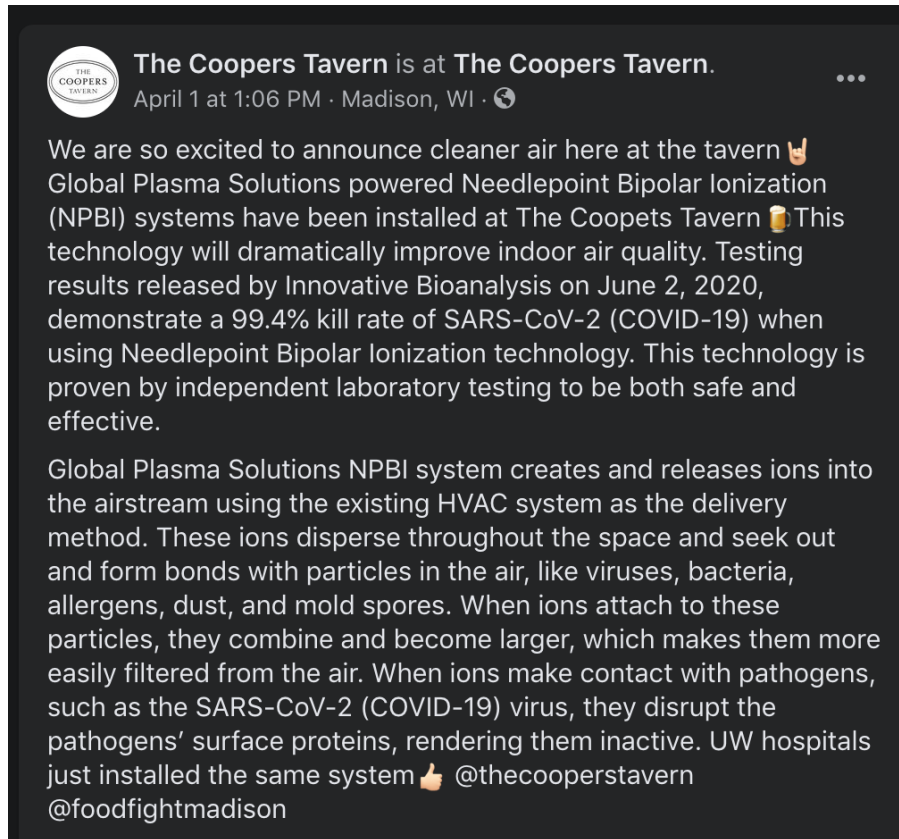 THE
COOPERS
TAVERN
The Coopers Tavern is at The Coopers Tavern.
April 1 at 1:06 PM · Madison, WI ·
We are so excited to announce cleaner air here at the tavern🤘
Global Plasma Solutions powered Needlepoint Bipolar Ionization
(NPBI) systems have been installed at The Coopets Tavern 🍺This
technology will dramatically improve indoor air quality. Testing
results released by Innovative Bioanalysis on June 2, 2020,
demonstrate a 99.4% kill rate of SARS-CoV-2 (COVID-19) when
using Needlepoint Bipolar Ionization technology. This technology is
proven by independent laboratory testing to be both safe and
effective.
Global Plasma Solutions NPBI system creates and releases ions into
the airstream using the existing HVAC system as the delivery
method. These ions disperse throughout the space and seek out
and form bonds with particles in the air, like viruses, bacteria,
allergens, dust, and mold spores. When ions attach to these
particles, they combine and become larger, which makes them more
easily filtered from the air. When ions make contact with pathogens,
such as the SARS-CoV-2 (COVID-19) virus, they disrupt the
pathogens’ surface proteins, rendering them inactive. UW hospitals
just installed the same system👍 @thecooperstavern
@foodfightmadison